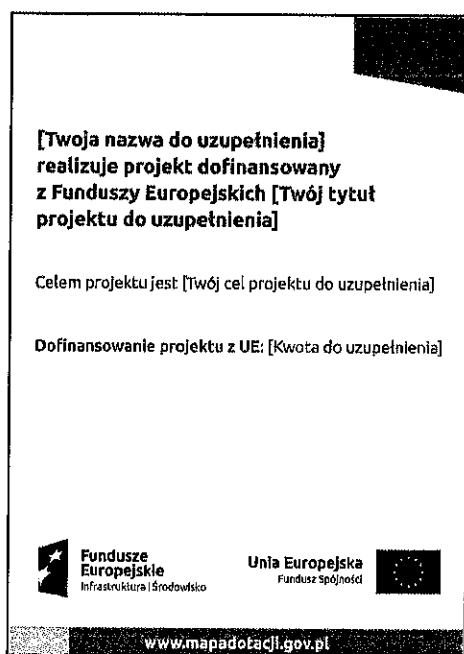 [Twoja nazwa do uzupełnienia]
realizuje projekt dofinansowany
z Funduszy Europejskich [Twój tytuł
projektu do uzupełnienia]
Celem projektu jest [Twój cel projektu do uzupełnienia]
Dofinansowanie projektu z UE: [Kwota do uzupełnienia]
Fundusze
Europejskie
Infrastruktura i Środowisko
Unia Europejska
Fundusz Spójności
www.mapadotacji.gov.pl